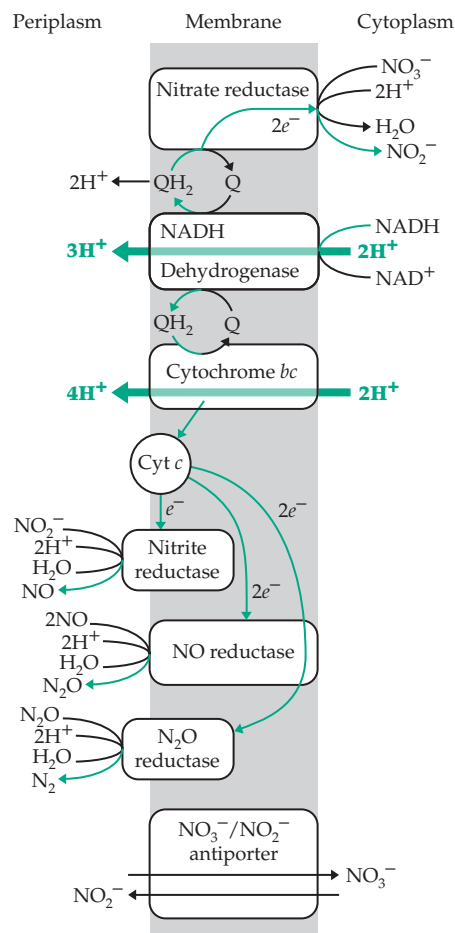 Periplasm Membrane Cytoplasm
Nitrate reductase
NO₃⁻
2H⁺
2e⁻
H₂O
NO₂⁻
2H⁺ QH₂ Q
NADH
NADH
3H⁺ 2H⁺
Dehydrogenase
NAD⁺
QH₂ Q
Cytochrome bc
4H⁺ 2H⁺
Cyt c
e⁻ 2e⁻
NO₂⁻
2H⁺
H₂O
NO
Nitrite
reductase
2e⁻
2NO
2H⁺
H₂O
N₂O
NO reductase
N₂O
2H⁺
H₂O
N₂
N₂O
reductase
NO₃⁻/NO₂⁻
antiporter
NO₃⁻
NO₂⁻